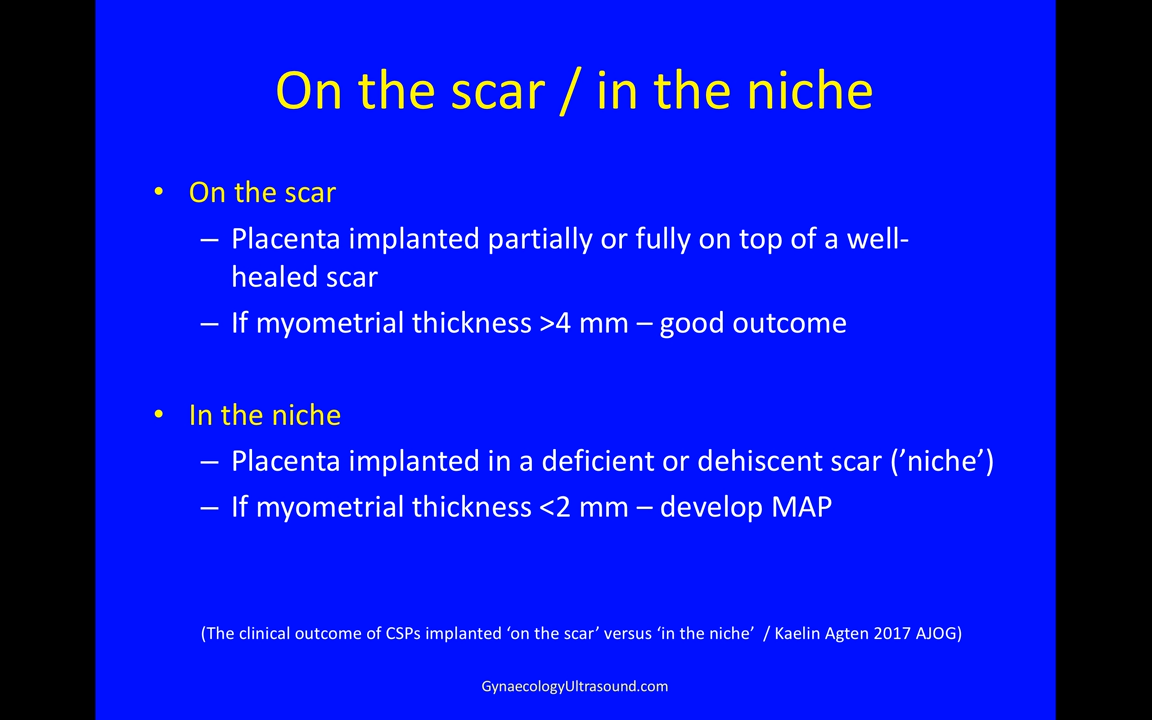 On the scar / in the niche
• On the scar
– Placenta implanted partially or fully on top of a well-
healed scar
– If myometrial thickness >4 mm – good outcome
• In the niche
– Placenta implanted in a deficient or dehiscent scar (’niche’)
– If myometrial thickness <2 mm – develop MAP
(The clinical outcome of CSPs implanted ‘on the scar’ versus ‘in the niche’ / Kaelin Agten 2017 AJOG)
GynaecologyUltrasound.com